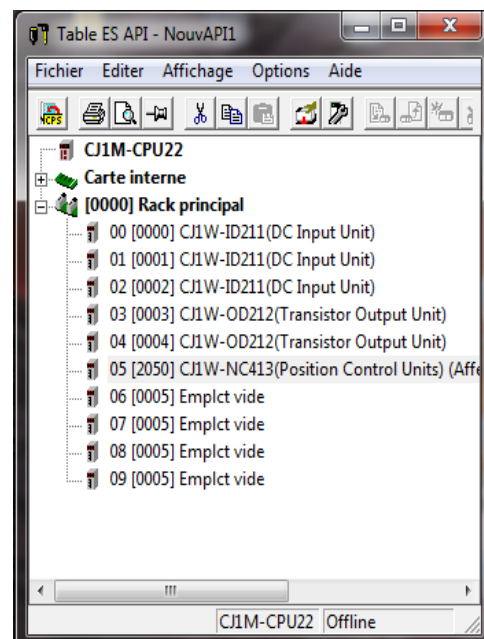 Table ES API - NouvAPI1
Fichier Editer Affichage Options Aide
CPS
CJ1M-CPU22
Carte interne
[0000] Rack principal
00 [0000] CJ1W-ID211(DC Input Unit)
01 [0001] CJ1W-ID211(DC Input Unit)
02 [0002] CJ1W-ID211(DC Input Unit)
03 [0003] CJ1W-OD212(Transistor Output Unit)
04 [0004] CJ1W-OD212(Transistor Output Unit)
05 [2050] CJ1W-NC413(Position Control Units) (Affe
06 [0005] Emplct vide
07 [0005] Emplct vide
08 [0005] Emplct vide
09 [0005] Emplct vide
CJ1M-CPU22 Offline